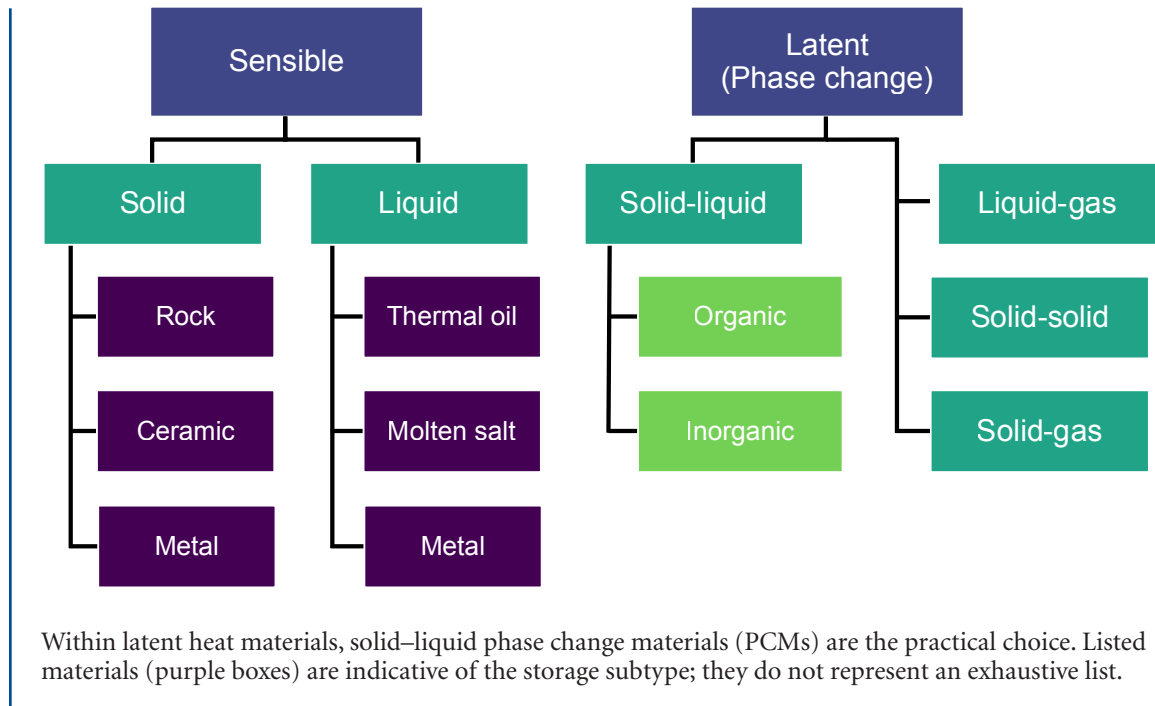 Sensible
Latent
(Phase change)
Solid
Liquid
Solid-liquid
Liquid-gas
Rock
Thermal oil
Organic
Solid-solid
Ceramic
Molten salt
Inorganic
Solid-gas
Metal
Metal
Within latent heat materials, solid–liquid phase change materials (PCMs) are the practical choice. Listed
materials (purple boxes) are indicative of the storage subtype; they do not represent an exhaustive list.